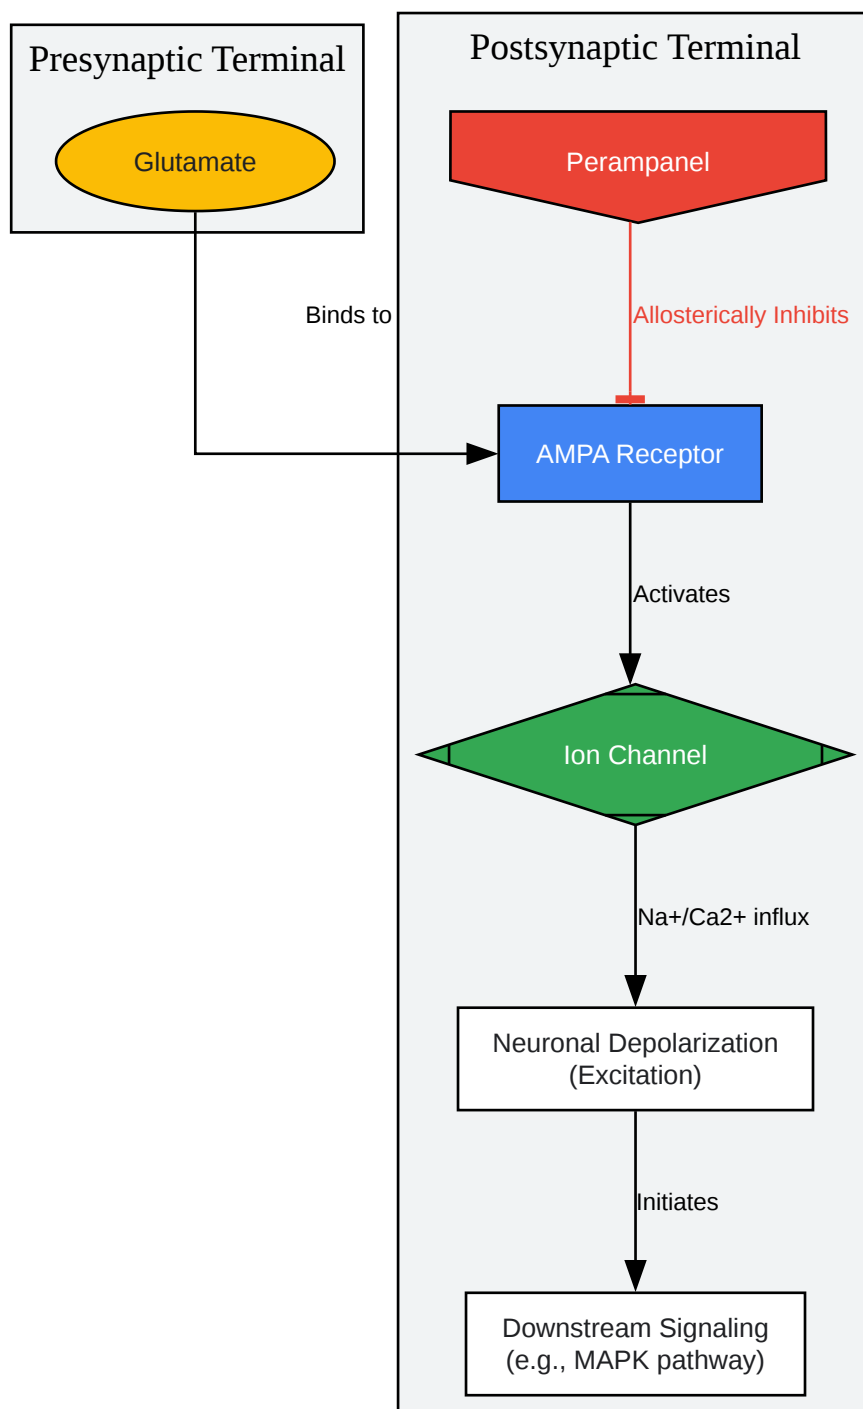 Presynaptic Terminal
Postsynaptic Terminal
Glutamate
Perampanel
Binds to
Allosterically Inhibits
AMPA Receptor
Activates
Ion Channel
Na+/Ca2+ influx
Neuronal Depolarization
(Excitation)
Initiates
Downstream Signaling
(e.g., MAPK pathway)